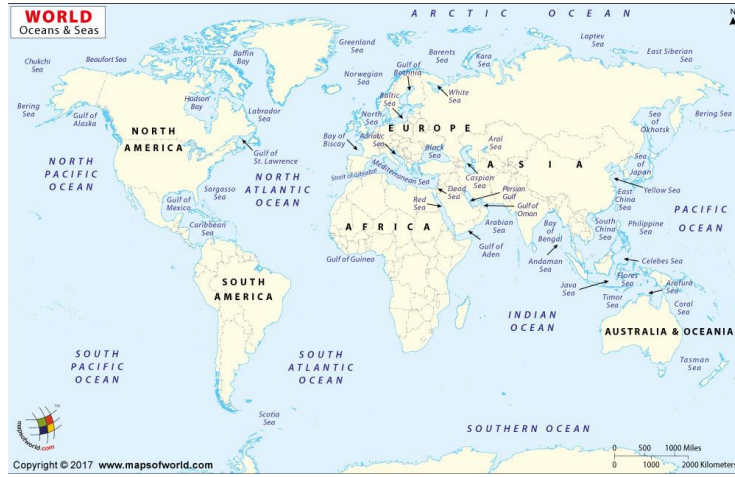 WORLD
Oceans & Seas
A R C T I C   O C E A N
N
Chukchi
Sea
Beaufort Sea
Baffin
Bay
Greenland
Sea
Norwegian
Sea
Barents
Sea
Kara
Sea
Laptev
Sea
East Siberian
Sea
Gulf of
Bothnia
White
Sea
Baltic
Sea
Bering
Sea
Gulf of
Alaska
Hudson
Bay
Labrador
Sea
North
Sea
Bay of
Biscay
Adriatic
Sea
E U R O P E
Black
Sea
Aral
Sea
Sea
of
Okhotsk
Bering Sea
NORTH
AMERICA
Gulf of
St. Lawrence
A S I A
Sea
of
Japan
Caspian
Sea
NORTH
PACIFIC
OCEAN
Sargasso
Sea
NORTH
ATLANTIC
OCEAN
Strait of Gibraltar
Mediterranean Sea
Dead
Sea
Persian
Gulf
Yellow Sea
East
China
Sea
Gulf of
Mexico
Red
Sea
Gulf of
Oman
PACIFIC
OCEAN
Caribbean
Sea
A F R I C A
Arabian
Sea
Bay
of
Bengal
South
China
Sea
Philippine
Sea
Gulf of
Aden
Gulf of Guinea
Andaman
Sea
Celebes Sea
SOUTH
AMERICA
Java
Sea
Flores
Sea
Arafura
Sea
Timor
Sea
Coral
Sea
INDIAN
OCEAN
AUSTRALIA & OCEANIA
SOUTH
PACIFIC
OCEAN
SOUTH
ATLANTIC
OCEAN
Tasman
Sea
Scotia
Sea
SOUTHERN OCEAN
TM
mapsofworld.com
0 500 1000 Miles
0 1000 2000 Kilometers
Copyright © 2017 www.mapsofworld.com